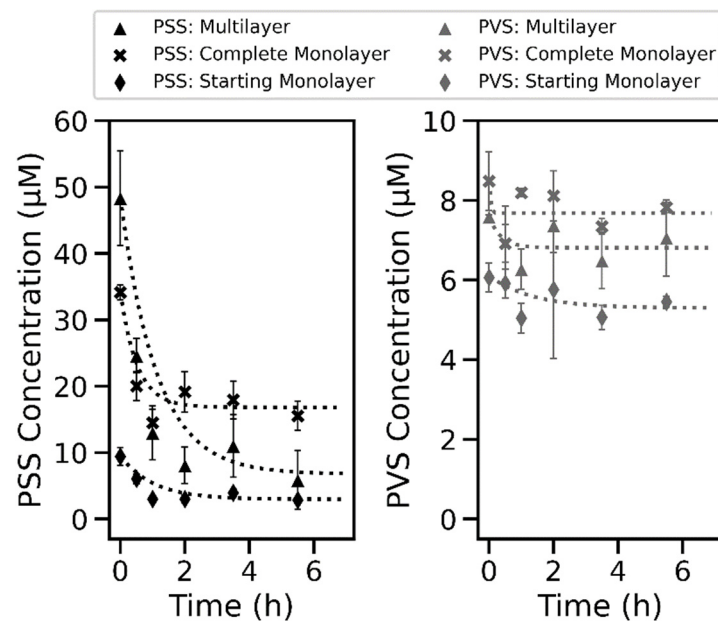 PSS: Multilayer
PSS: Complete Monolayer
PSS: Starting Monolayer
PVS: Multilayer
PVS: Complete Monolayer
PVS: Starting Monolayer
PSS Concentration (μM)
60
50
40
30
20
10
0
0 2 4 6
Time (h)
PVS Concentration (μM)
10
8
6
4
2
0
0 2 4 6
Time (h)